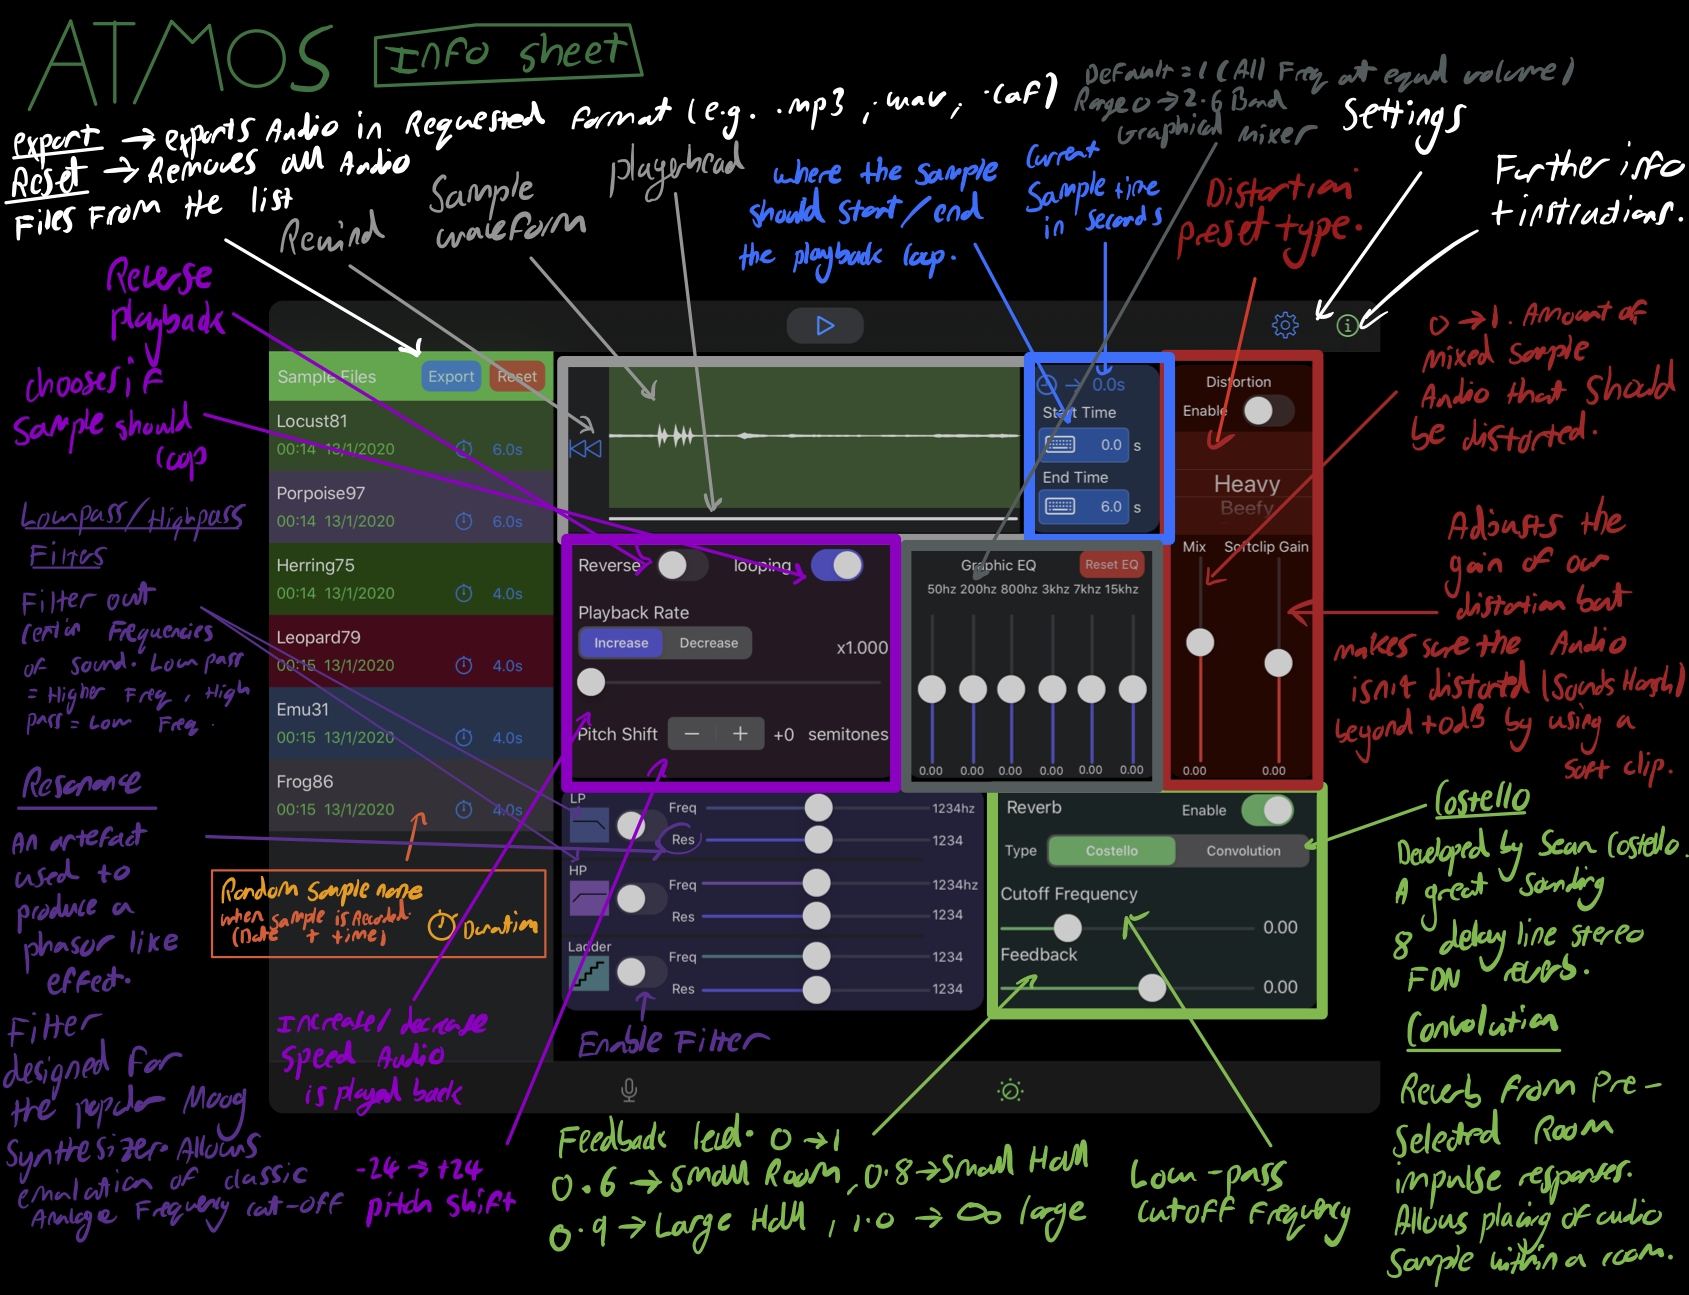 ATMOS
Info sheet
export → exports Audio in Requested format (e.g. .mp3, .wav, .caf)
Reset → Removes all Audio
Files From the list
Rewind
Sample
waveform
playerhead
where the sample
should start/end
the playback loop.
Current
Sample time
in seconds
Default = 1 (All Freq at equal volume)
Range 0 → 2. 6 Band
Graphical mixer
Settings
Further info
+ instructions.
Distortion
preset type.
Reverse
playback
chooses if
Sample should
loop
0 → 1. Amount of
mixed sample
Audio that should
be distorted.
Sample Files
Export
Reset
Locust81
00:14 13/1/2020 6.0s
Porpoise97
00:14 13/1/2020 6.0s
Herring75
00:14 13/1/2020 4.0s
Leopard79
00:15 13/1/2020 4.0s
Emu31
00:15 13/1/2020 4.0s
Frog86
00:15 13/1/2020 4.0s
→ 0.0s
Start Time
0.0 s
End Time
6.0 s
Distortion
Enable
Heavy
Beefy
Mix Softclip Gain
0.00 0.00
Reverse looping
Playback Rate
Increase Decrease
x1.000
Pitch Shift − + +0 semitones
Graphic EQ
Reset EQ
50hz 200hz 800hz 3khz 7khz 15khz
0.00 0.00 0.00 0.00 0.00 0.00
LP
Freq 1234hz
Res 1234
HP
Freq 1234hz
Res 1234
Ladder
Freq 1234
Res 1234
Reverb Enable
Type Costello Convolution
Cutoff Frequency
0.00
Feedback
0.00
Lowpass/Highpass
Filters
Filter out
certin frequencies
of sound. Low pass
= Higher Freq, High
pass = Low Freq.
Resonance
An artefact
used to
produce a
phasor like
effect.
Filter
designed for
the popular Moog
Synthesizer. Allows
emulation of classic
Analoge Frequency cut-off
Random Sample name
when sample is Recorded.
(Date + time)
Duration
Increase/decrease
Speed Audio
is played back
-24 → +24
pitch shift
Enable Filter
Feedback level. 0 → 1
0.6 → Small Room, 0.8 → Small Hall
0.9 → Large Hall, 1.0 → ∞ large
Low-pass
cutoff frequency
Adjusts the
gain of our
distortion but
makes sure the Audio
isn't distorted (Sounds Harsh)
beyond +0dB by using a
soft clip.
Costello
Developed by Sean Costello.
A great sounding
8 delay line stereo
FDN reverb.
Convolution
Reverb from Pre-
Selected Room
impulse responses.
Allows placing of audio
Sample within a room.